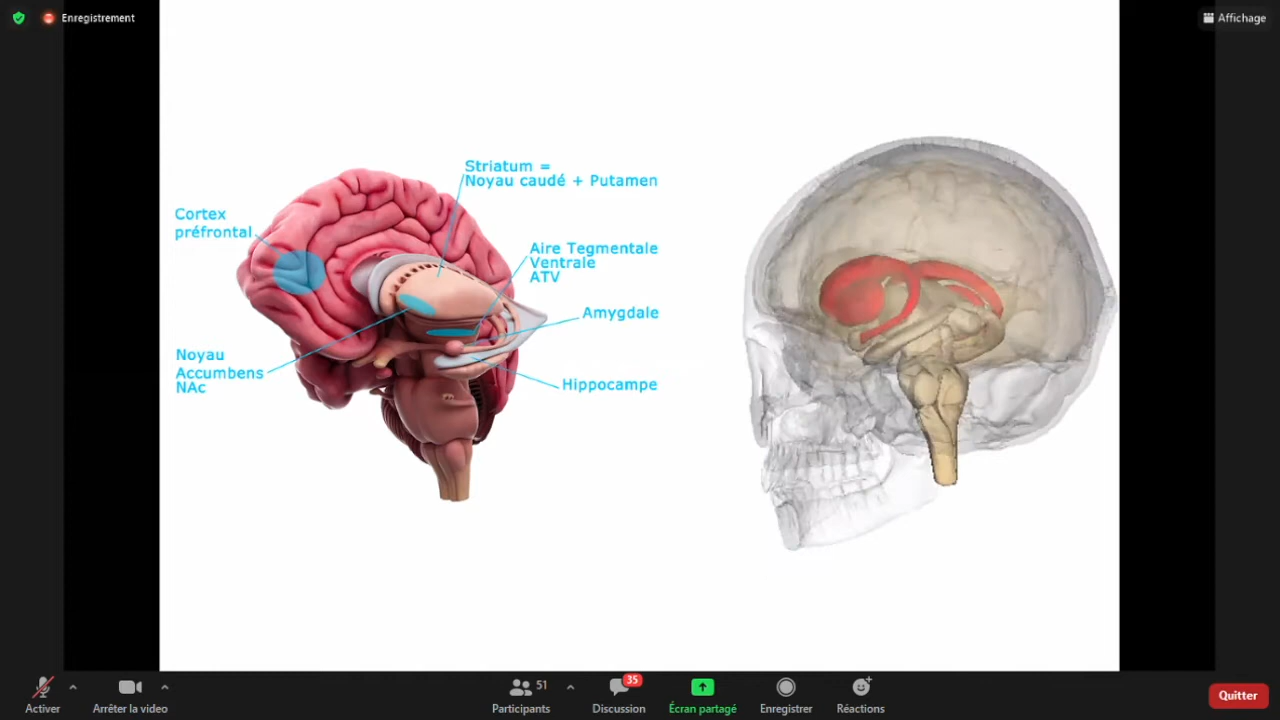 Enregistrement
Affichage
Striatum =
Noyau caudé + Putamen
Cortex
préfrontal
Aire Tegmentale
Ventrale
ATV
Amygdale
Noyau
Accumbens
NAc
Hippocampe
51
35
Activer
Arrêter la video
Participants
Discussion
Écran partagé
Enregistrer
Réactions
Quitter